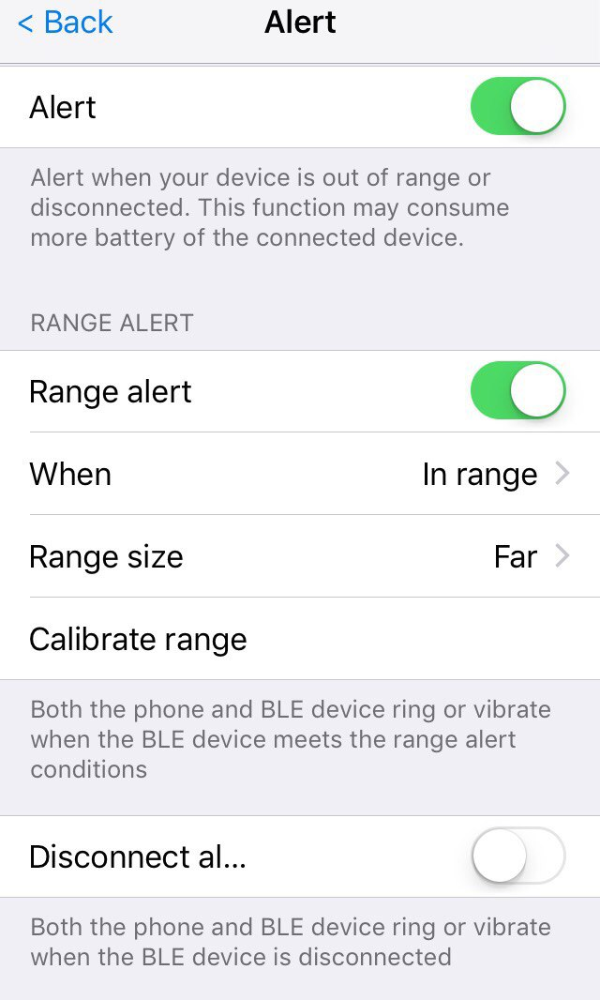 < Back
Alert
Alert
Alert when your device is out of range or
disconnected. This function may consume
more battery of the connected device.
RANGE ALERT
Range alert
When In range
Range size Far
Calibrate range
Both the phone and BLE device ring or vibrate
when the BLE device meets the range alert
conditions
Disconnect al...
Both the phone and BLE device ring or vibrate
when the BLE device is disconnected